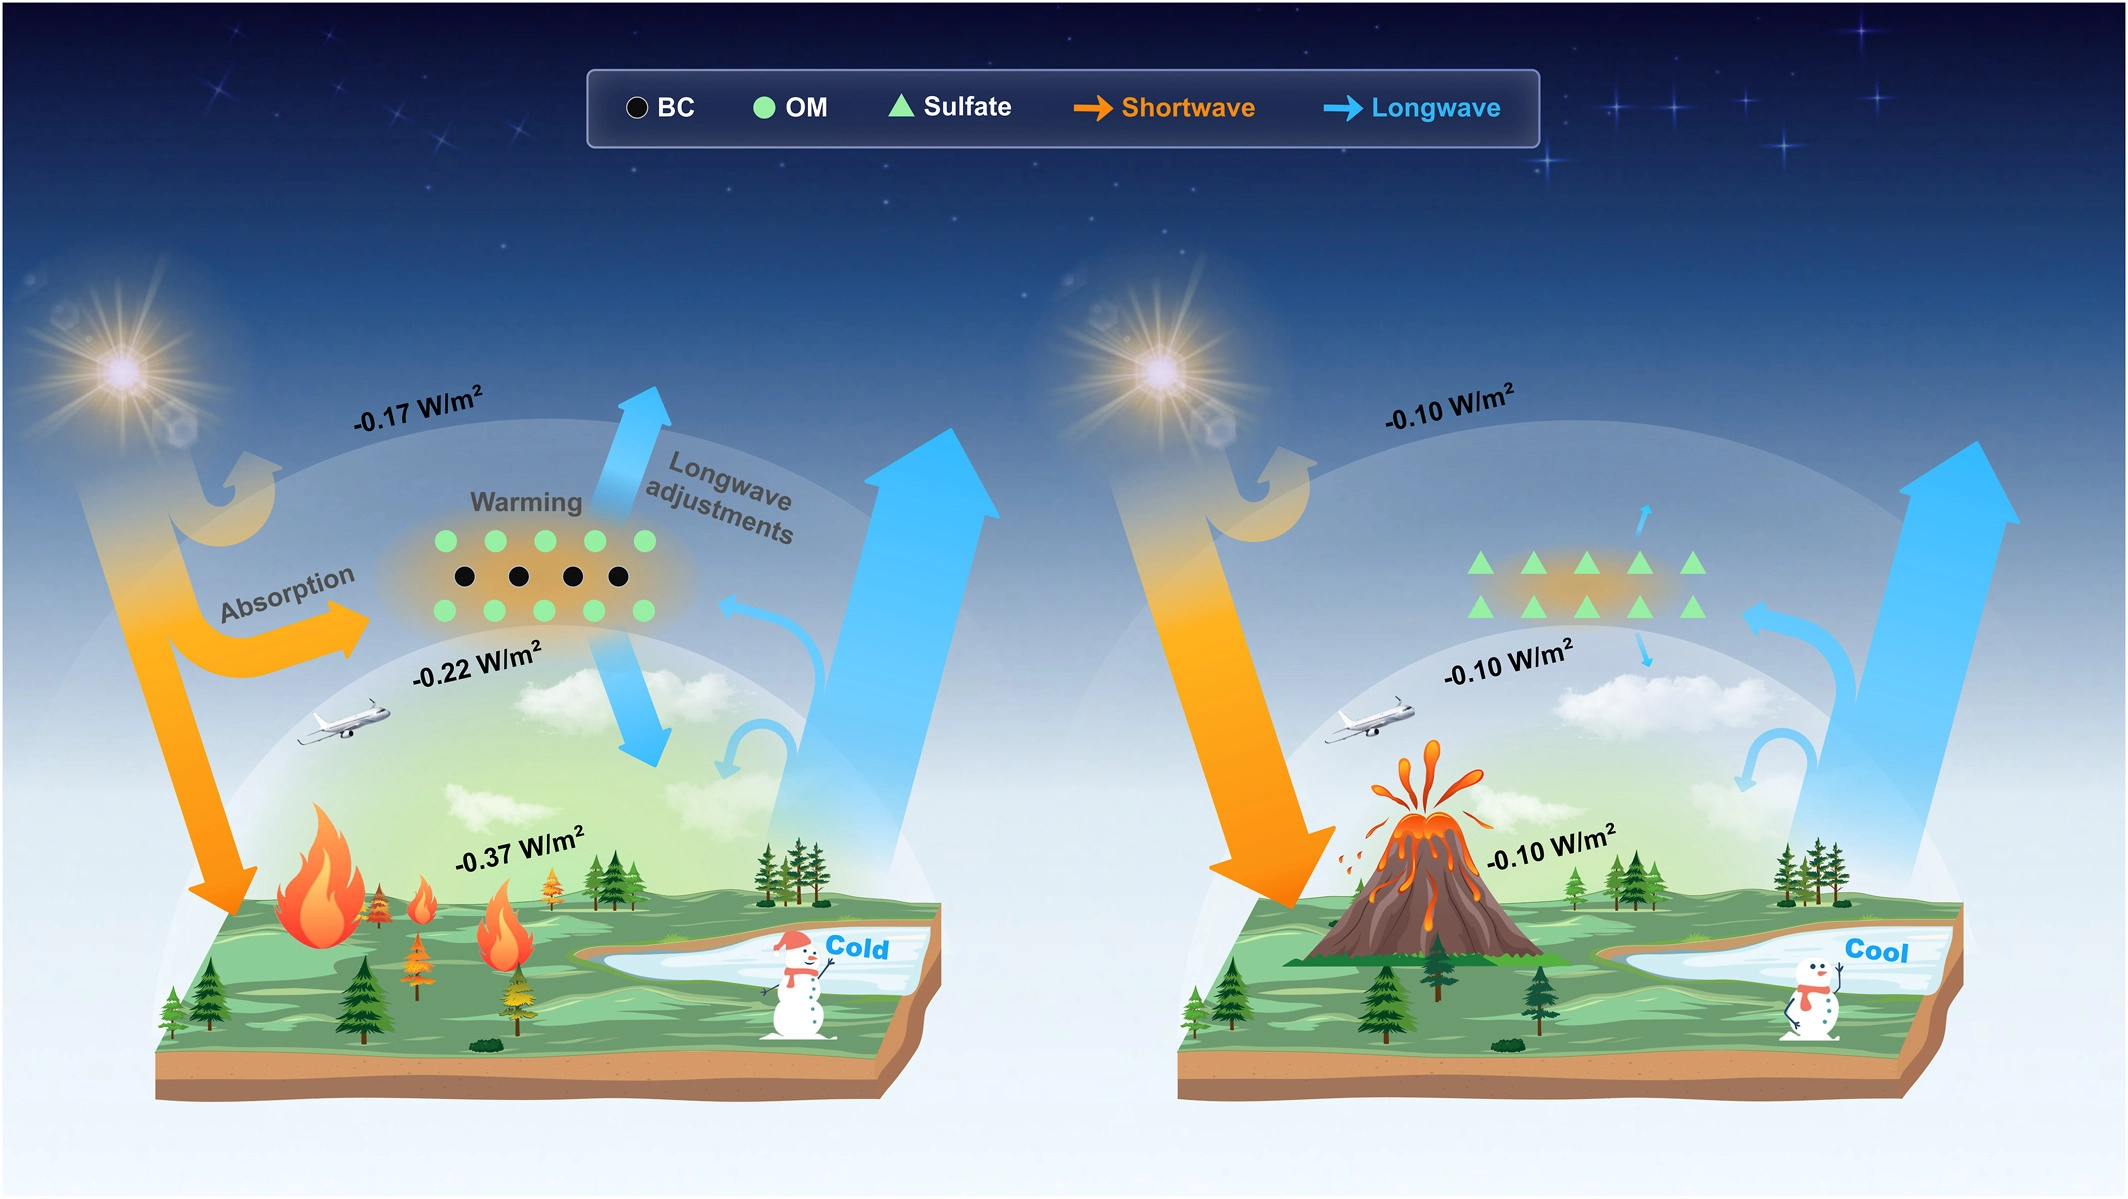 BC OM Sulfate Shortwave Longwave
-0.17 W/m²
Warming
Longwave
adjustments
Absorption
-0.22 W/m²
-0.37 W/m²
Cold
-0.10 W/m²
-0.10 W/m²
-0.10 W/m²
Cool